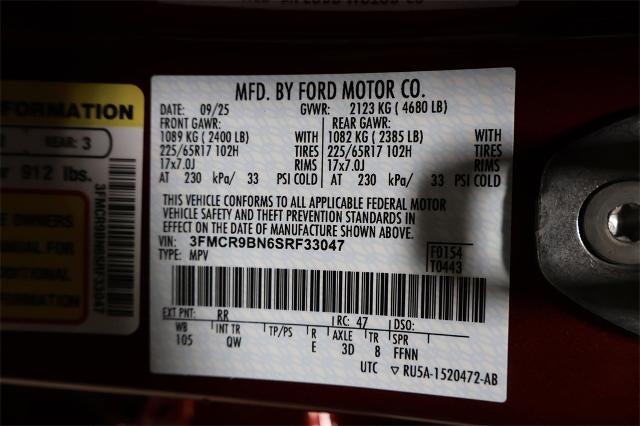 FORMATION
REAR: 3
912 lbs.
E OWNERS
3FMCR9BN6SRF33047
MFD. BY FORD MOTOR CO.
DATE: 09/25 GVWR: 2123 KG ( 4680 LB)
FRONT GAWR: REAR GAWR:
1089 KG ( 2400 LB) WITH 1082 KG ( 2385 LB) WITH
225/65R17 102H TIRES 225/65R17 102H TIRES
17x7.0J RIMS 17x7.0J RIMS
AT 230 kPa/ 33 PSI COLD AT 230 kPa/ 33 PSI COLD
THIS VEHICLE CONFORMS TO ALL APPLICABLE FEDERAL MOTOR
VEHICLE SAFETY AND THEFT PREVENTION STANDARDS IN
EFFECT ON THE DATE OF MANUFACTURE SHOWN ABOVE.
VIN: 3FMCR9BN6SRF33047 F0154
TYPE: MPV T0443
EXT PNT: RR RC: 47 DSO:
WB INT TR TP/PS R AXLE TR SPR
105 QW E 3D 8 FFNN
UTC ▽ RU5A-1520472-AB